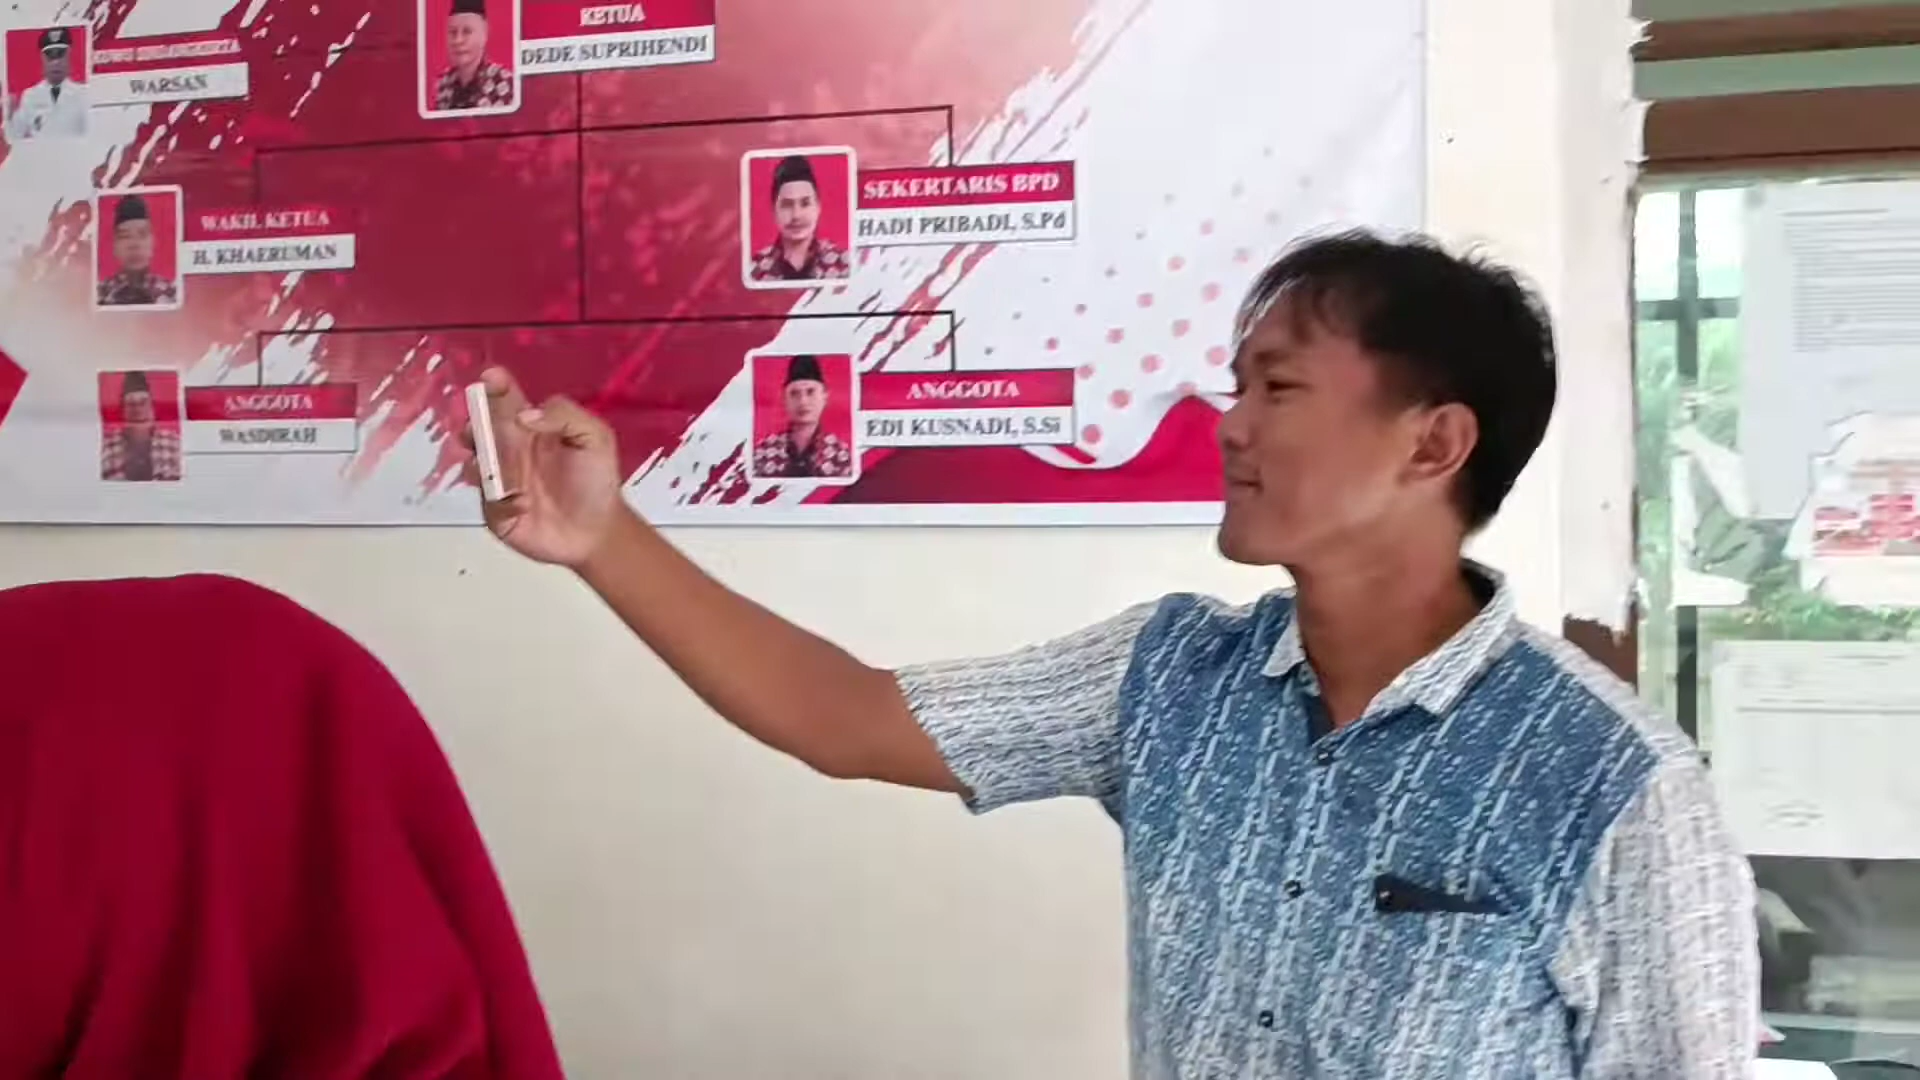 KETUA
DEDE SUPRIHENDI
WARSAN
SEKERTARIS BPD
HADI PRIBADI, S.Pd
WAKIL KETUA
H. KHAERUMAN
ANGGOTA
WASDIRAH
ANGGOTA
EDI KUSNADI, S.Si